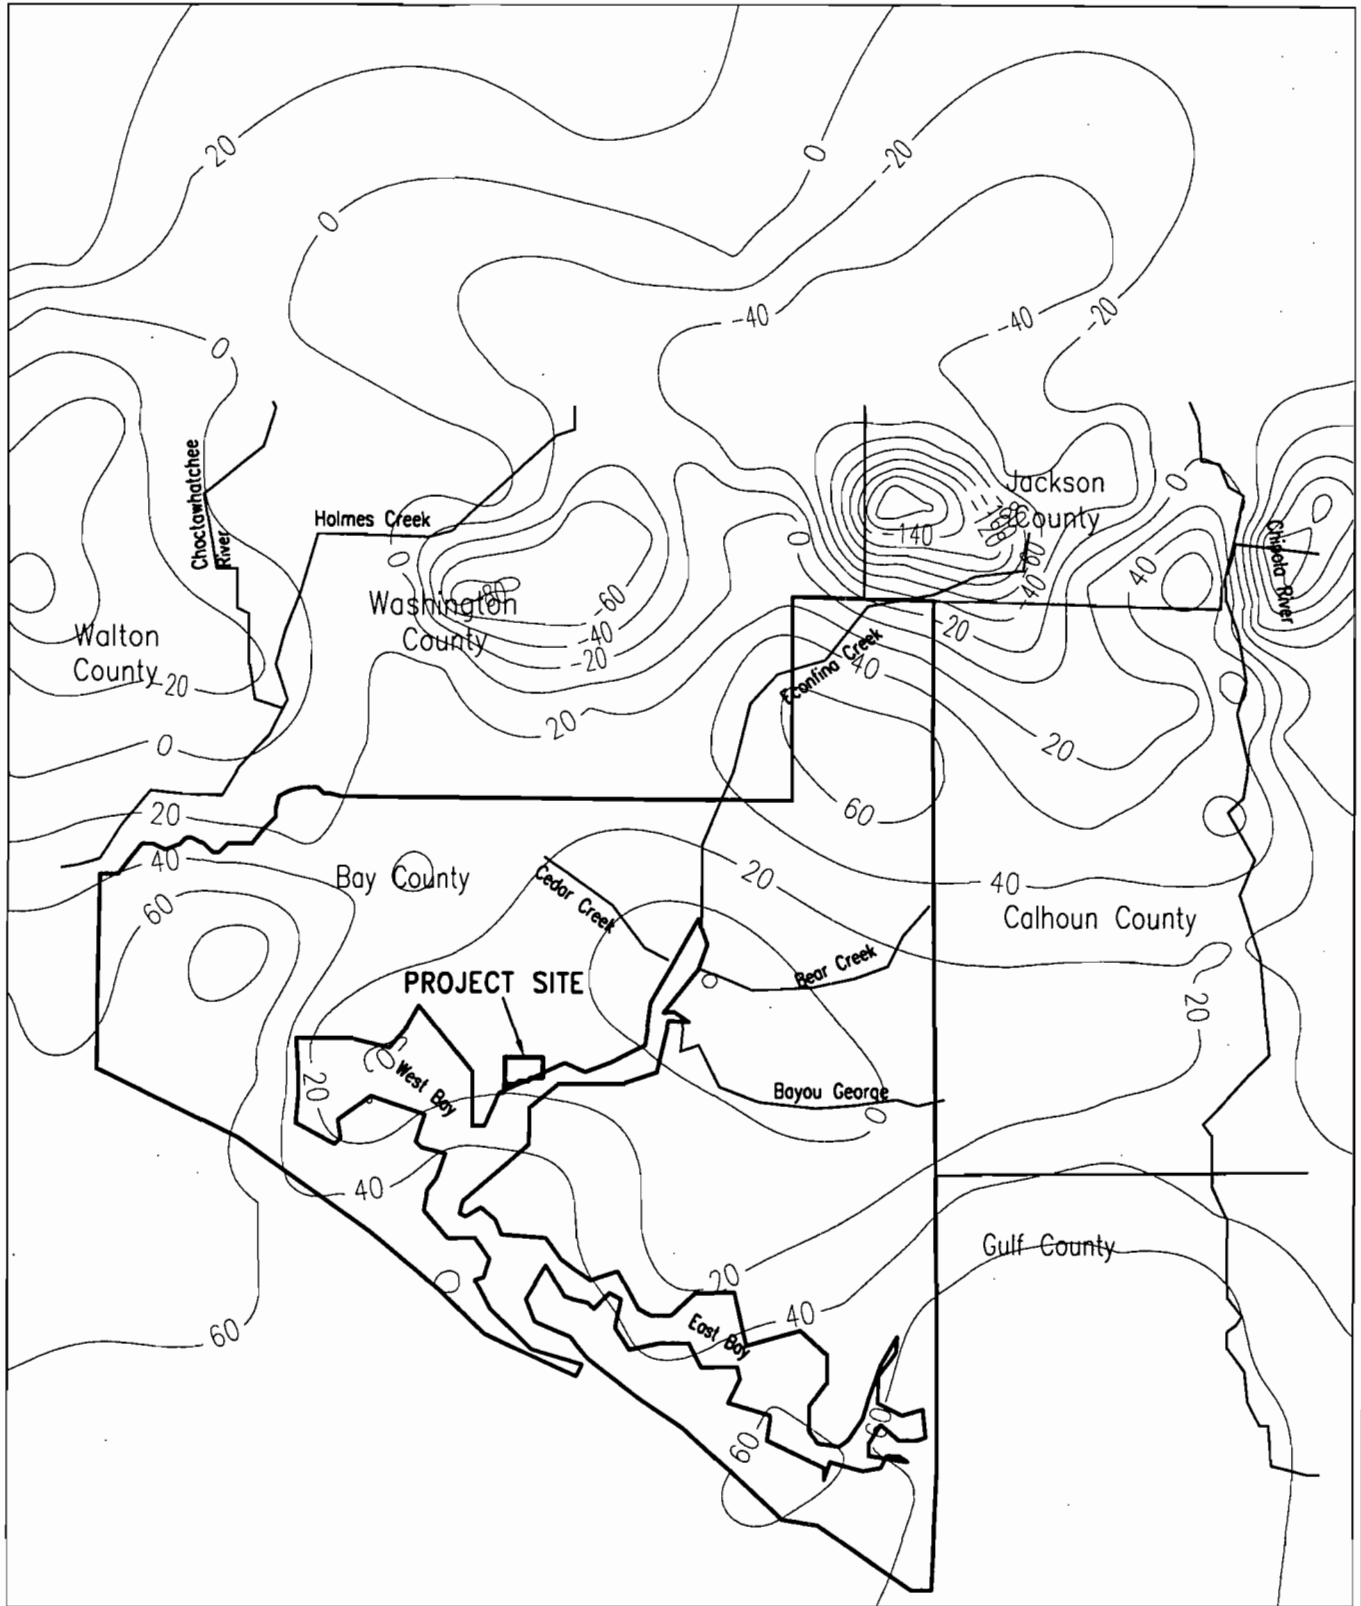 20
0
-20
0
-40
-40
-20
0
Choctawhatchee
River
Holmes Creek
Jackson
County
-140
0
0
Chipola River
-60
40
-40
-80
Washington
County
-60
-40
-20
20
Walton
County
-20
Econfina Creek
40
20
0
20
20
60
40
60
Bay County
Cedar Creek
20
40
Calhoun County
Bear Creek
PROJECT SITE
20
20
West Bay
Bayou George
0
40
Gulf County
20
40
60
East Bay
60
60